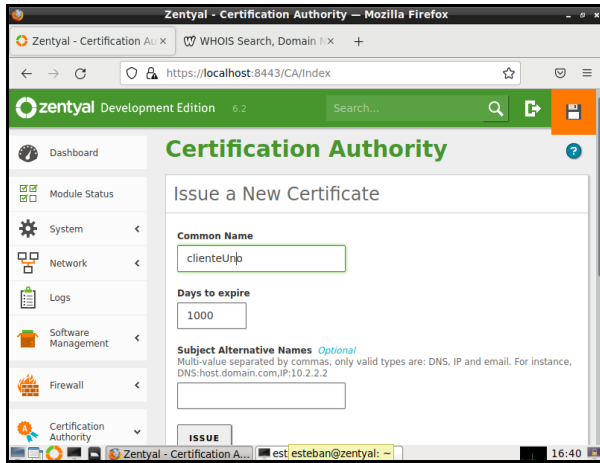 Zentyal - Certification Authority — Mozilla Firefox
Zentyal - Certification Au
WHOIS Search, Domain N
https://localhost:8443/CA/Index
zentyal Development Edition 6.2
Search...
Certification Authority
?
Dashboard
Module Status
System
Network
Logs
Software
Management
Firewall
Certification
Authority
Issue a New Certificate
Common Name
clienteUno
Days to expire
1000
Subject Alternative Names Optional
Multi-value separated by commas, only valid types are: DNS, IP and email. For instance,
DNS:host.domain.com,IP:10.2.2.2
ISSUE
Zentyal - Certification A...
est
esteban@zentyal: ~
16:40